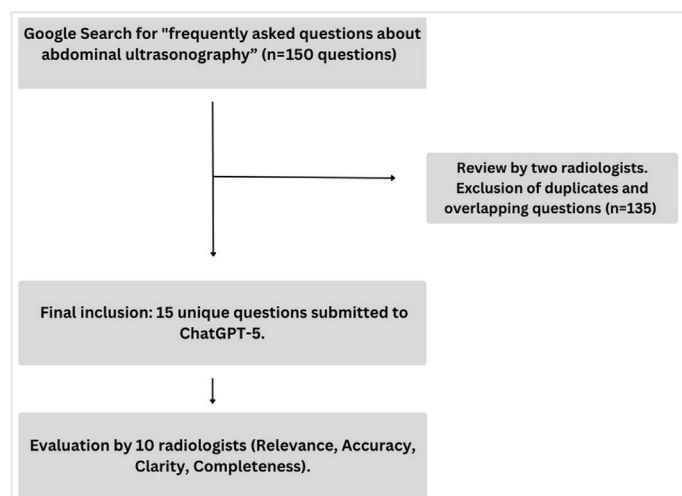 Google Search for "frequently asked questions about
abdominal ultrasonography” (n=150 questions)
Review by two radiologists.
Exclusion of duplicates and
overlapping questions (n=135)
Final inclusion: 15 unique questions submitted to
ChatGPT-5.
Evaluation by 10 radiologists (Relevance, Accuracy,
Clarity, Completeness).